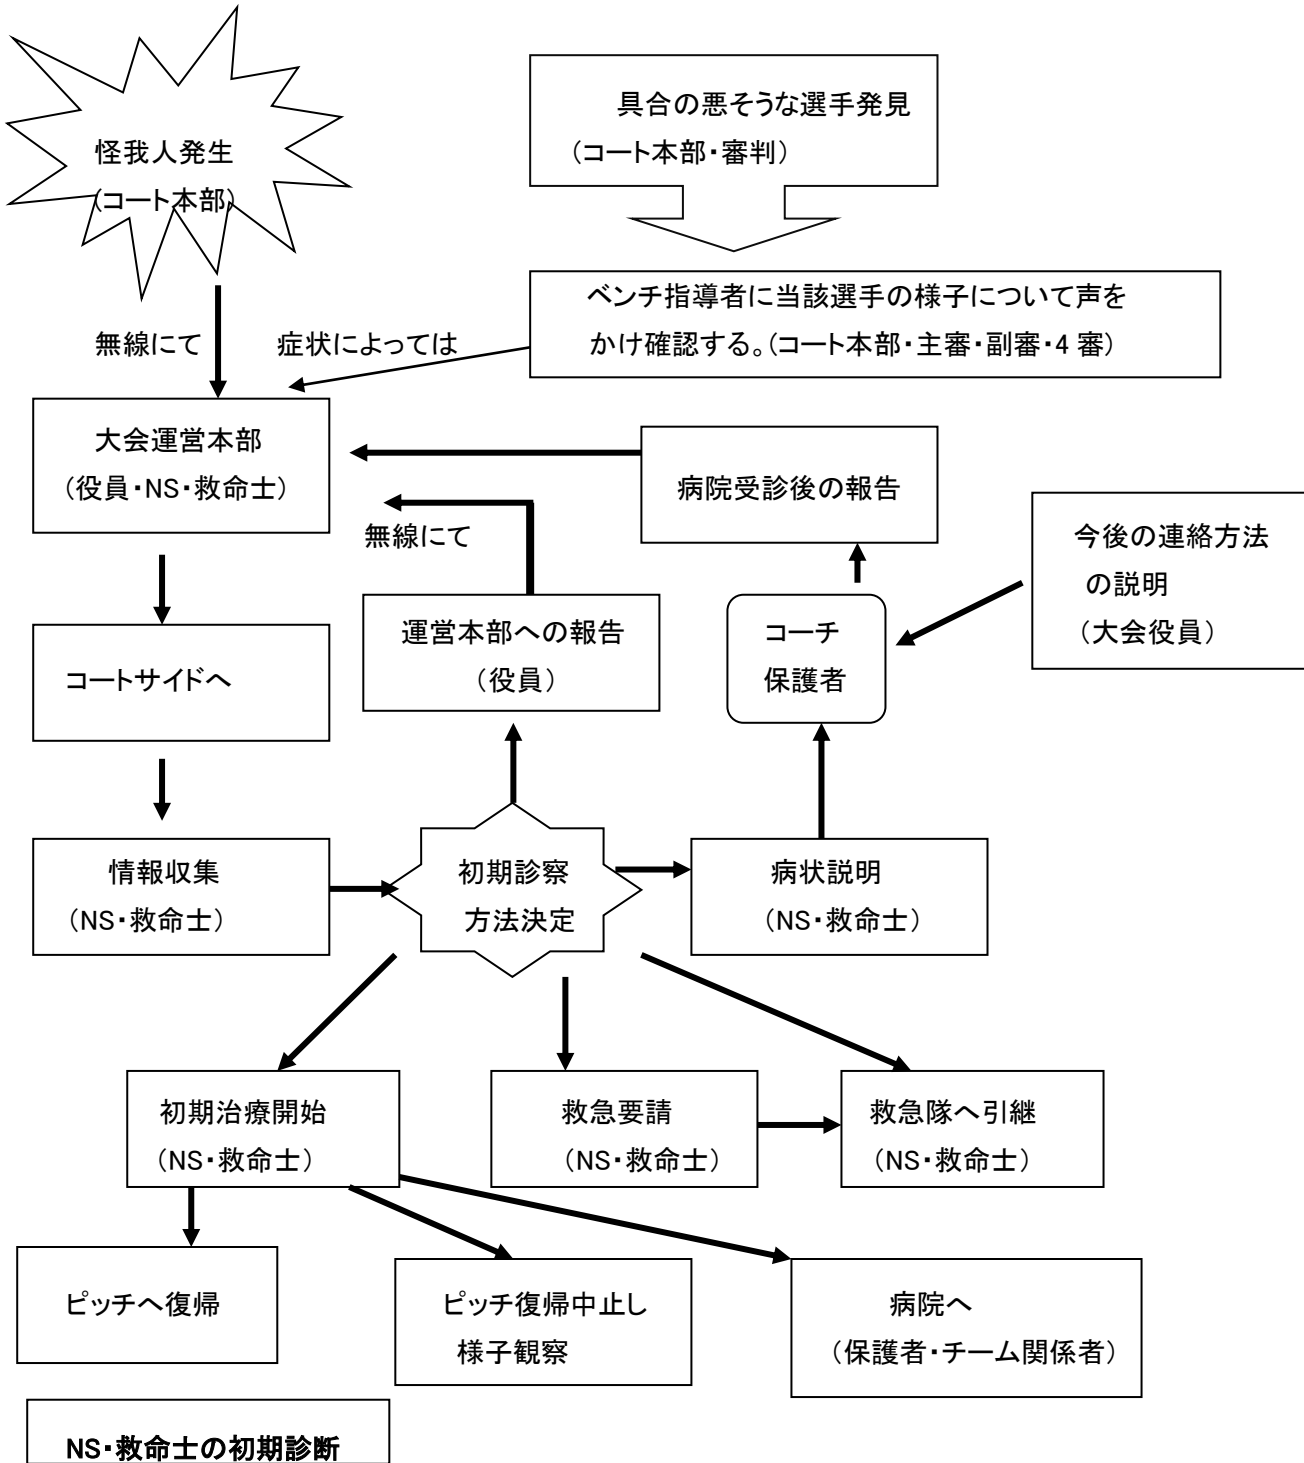 怪我人発生
(コート本部)
具合の悪そうな選手発見
(コート本部・審判)
ベンチ指導者に当該選手の様子について声を
かけ確認する。(コート本部・主審・副審・4 審)
無線にて
症状によっては
大会運営本部
(役員・NS・救命士)
病院受診後の報告
無線にて
今後の連絡方法
の説明
(大会役員)
コートサイドへ
運営本部への報告
(役員)
コーチ
保護者
情報収集
(NS・救命士)
初期診察
方法決定
病状説明
(NS・救命士)
初期治療開始
(NS・救命士)
救急要請
(NS・救命士)
救急隊へ引継
(NS・救命士)
ピッチへ復帰
ピッチ復帰中止し
様子観察
病院へ
(保護者・チーム関係者)
NS・救命士の初期診断